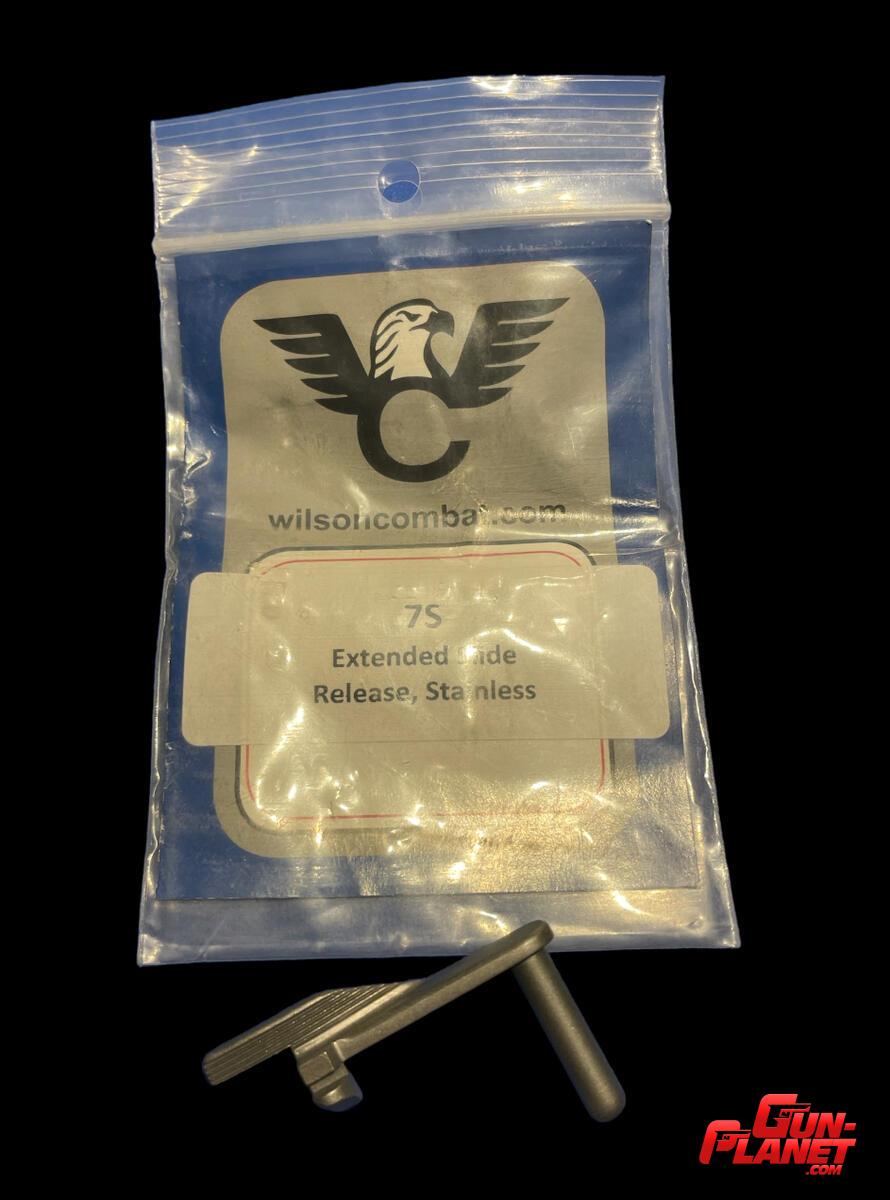 wilsoncombat.com
7S
Extended Slide
Release, Stainless
GUN-
PLANET
.COM